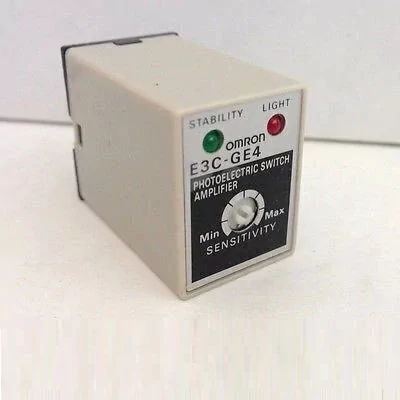 STABILITY LIGHT
OMRON
E3C-GE4
PHOTOELECTRIC SWITCH
AMPLIFIER
Min Max
SENSITIVITY